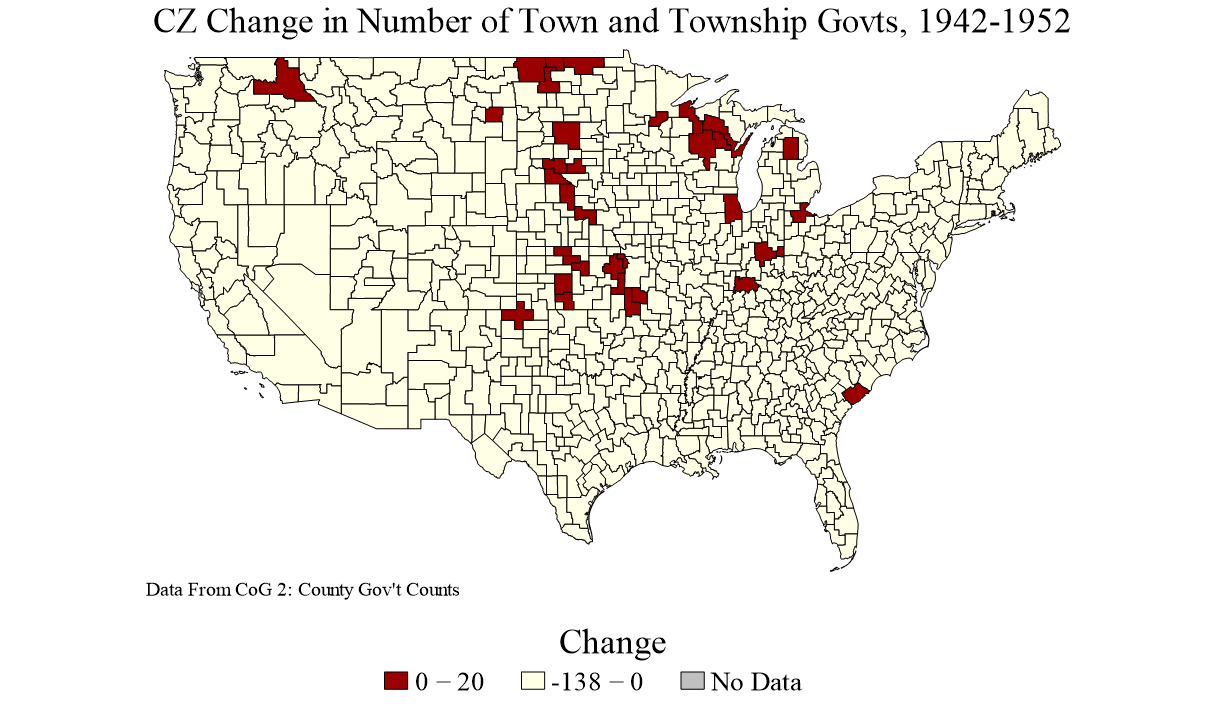 CZ Change in Number of Town and Township Govts, 1942-1952
Data From CoG 2: County Gov't Counts
Change
0 − 20
-138 − 0
No Data